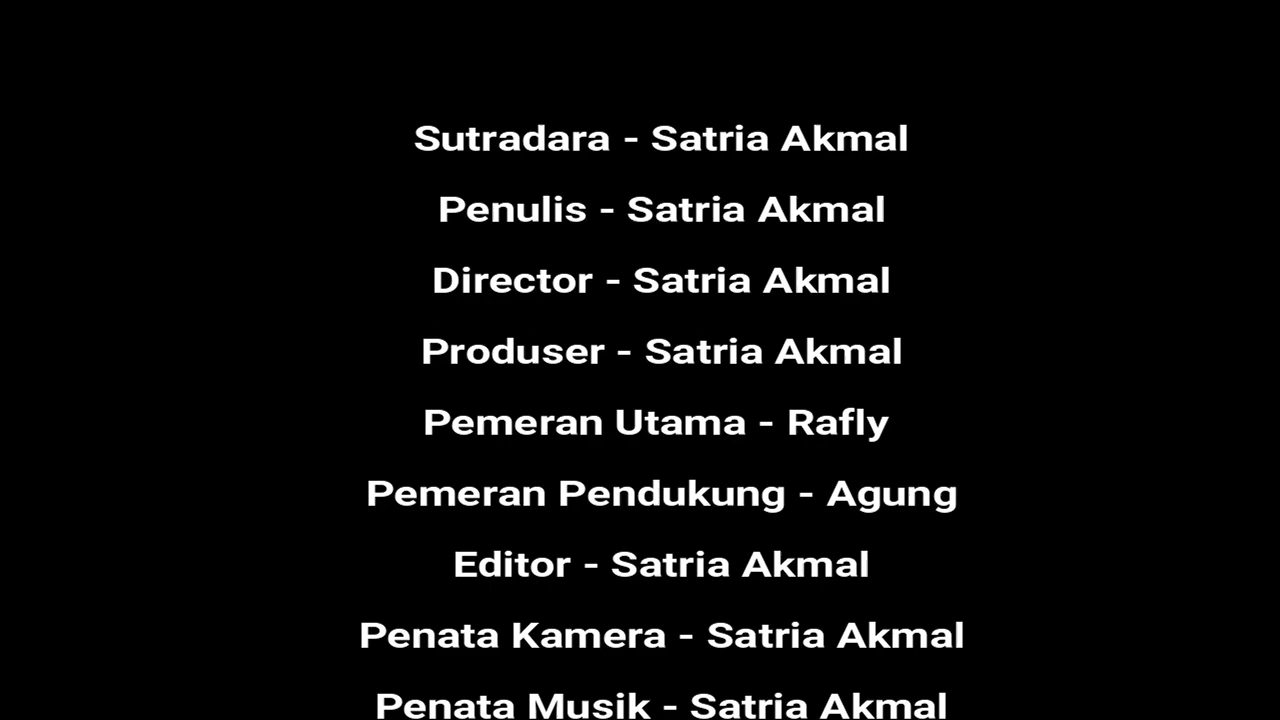 Sutradara - Satria Akmal
Penulis - Satria Akmal
Director - Satria Akmal
Produser - Satria Akmal
Pemeran Utama - Rafly
Pemeran Pendukung - Agung
Editor - Satria Akmal
Penata Kamera - Satria Akmal
Penata Musik - Satria Akmal